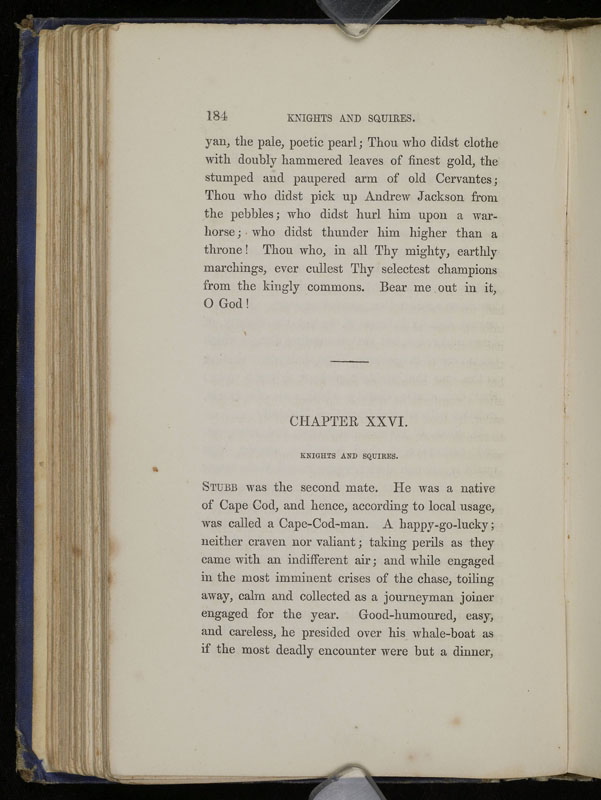 184 KNIGHTS AND SQUIRES.
yan, the pale, poetic pearl; Thou who didst clothe
with doubly hammered leaves of finest gold, the
stumped and paupered arm of old Cervantes;
Thou who didst pick up Andrew Jackson from
the pebbles; who didst hurl him upon a war-
horse; who didst thunder him higher than a
throne! Thou who, in all Thy mighty, earthly
marchings, ever cullest Thy selectest champions
from the kingly commons. Bear me out in it,
O God!
CHAPTER XXVI.
KNIGHTS AND SQUIRES.
STUBB was the second mate. He was a native
of Cape Cod, and hence, according to local usage,
was called a Cape-Cod-man. A happy-go-lucky;
neither craven nor valiant; taking perils as they
came with an indifferent air; and while engaged
in the most imminent crises of the chase, toiling
away, calm and collected as a journeyman joiner
engaged for the year. Good-humoured, easy,
and careless, he presided over his whale-boat as
if the most deadly encounter were but a dinner,